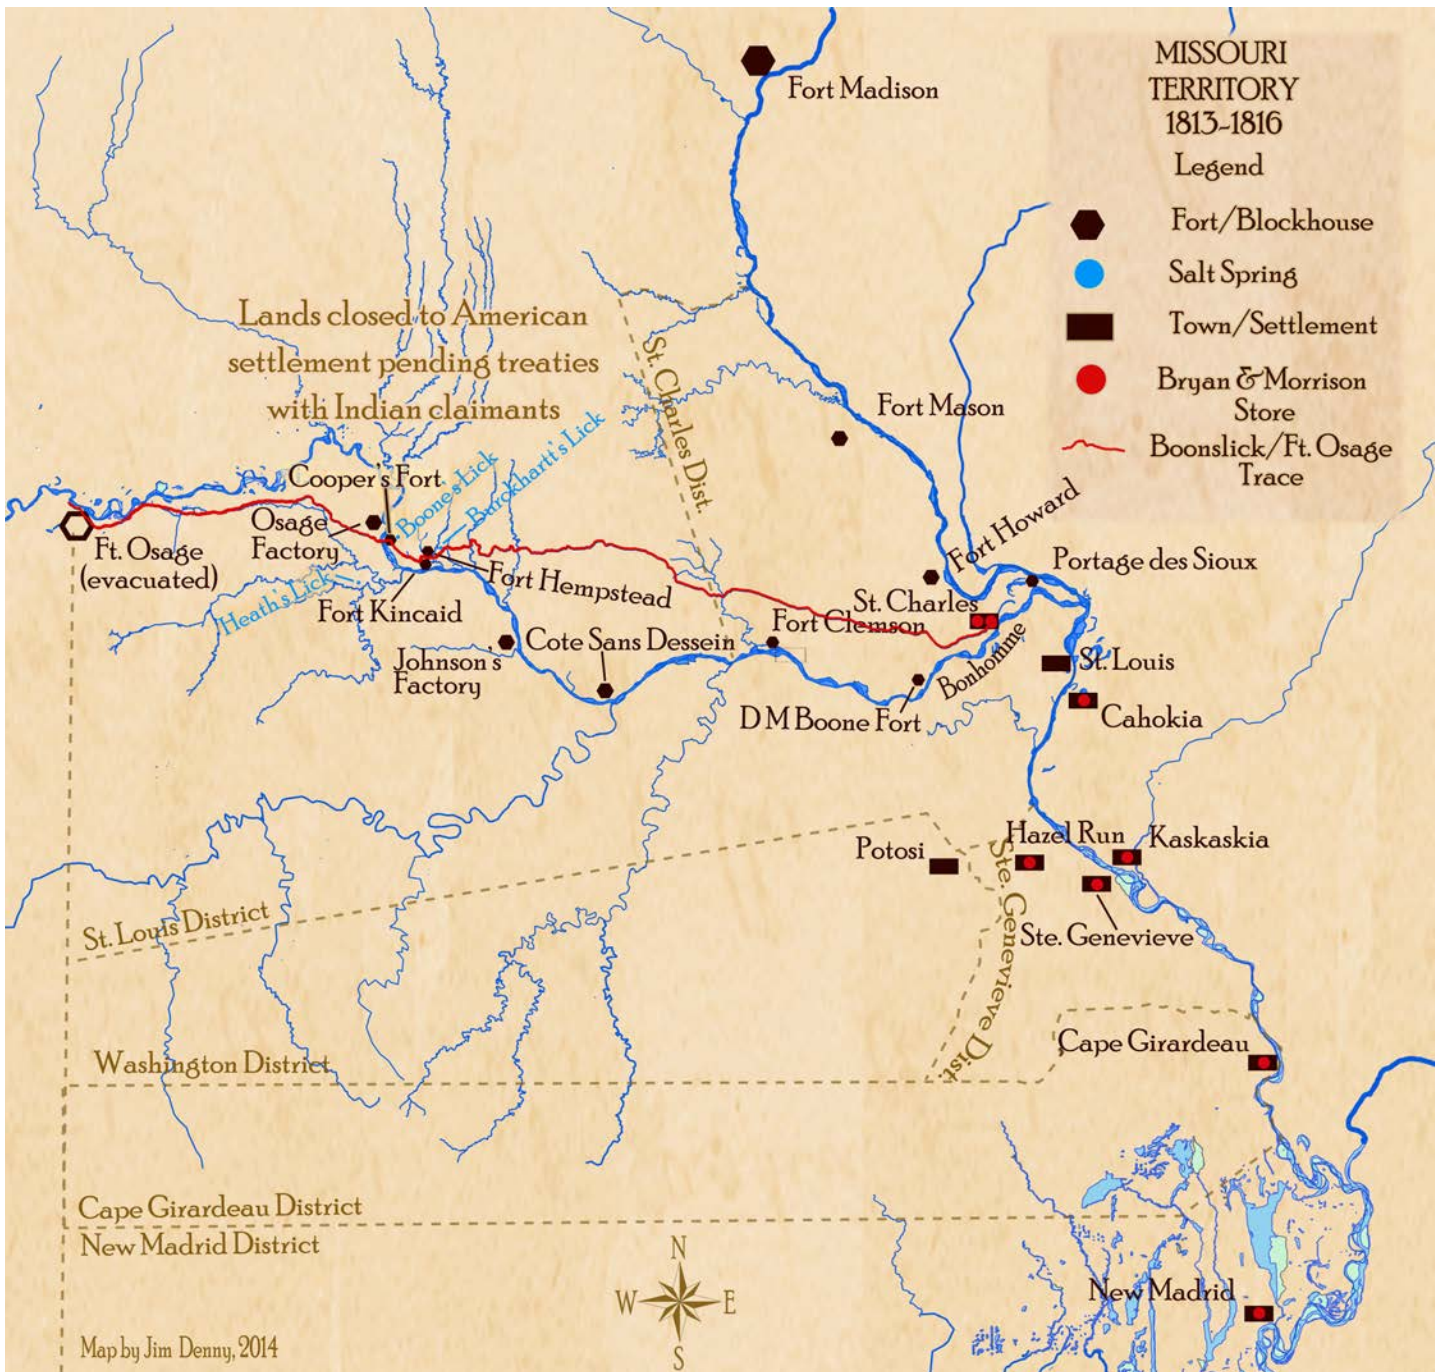 MISSOURI
TERRITORY
1813-1816
Legend
Fort/Blockhouse
Salt Spring
Town/Settlement
Bryan & Morrison
Store
Boonslick/Ft. Osage
Trace
Fort Madison
Lands closed to American
settlement pending treaties
with Indian claimants
St. Charles Dist.
Fort Mason
Cooper's Fort
Boone's Lick
Burckhartt's Lick
Osage
Factory
Ft. Osage
(evacuated)
Heath's Lick
Fort Kincaid
Fort Hempstead
Fort Howard
Portage des Sioux
St. Charles
Fort Clemson
Cote Sans Dessein
Johnson's
Factory
Bonhomme
D M Boone Fort
St. Louis
Cahokia
Potosi
Hazel Run
Kaskaskia
Ste. Genevieve
Ste. Genevieve Dist.
St. Louis District
Washington District
Cape Girardeau
Cape Girardeau District
New Madrid District
New Madrid
N
W
E
S
Map by Jim Denny, 2014